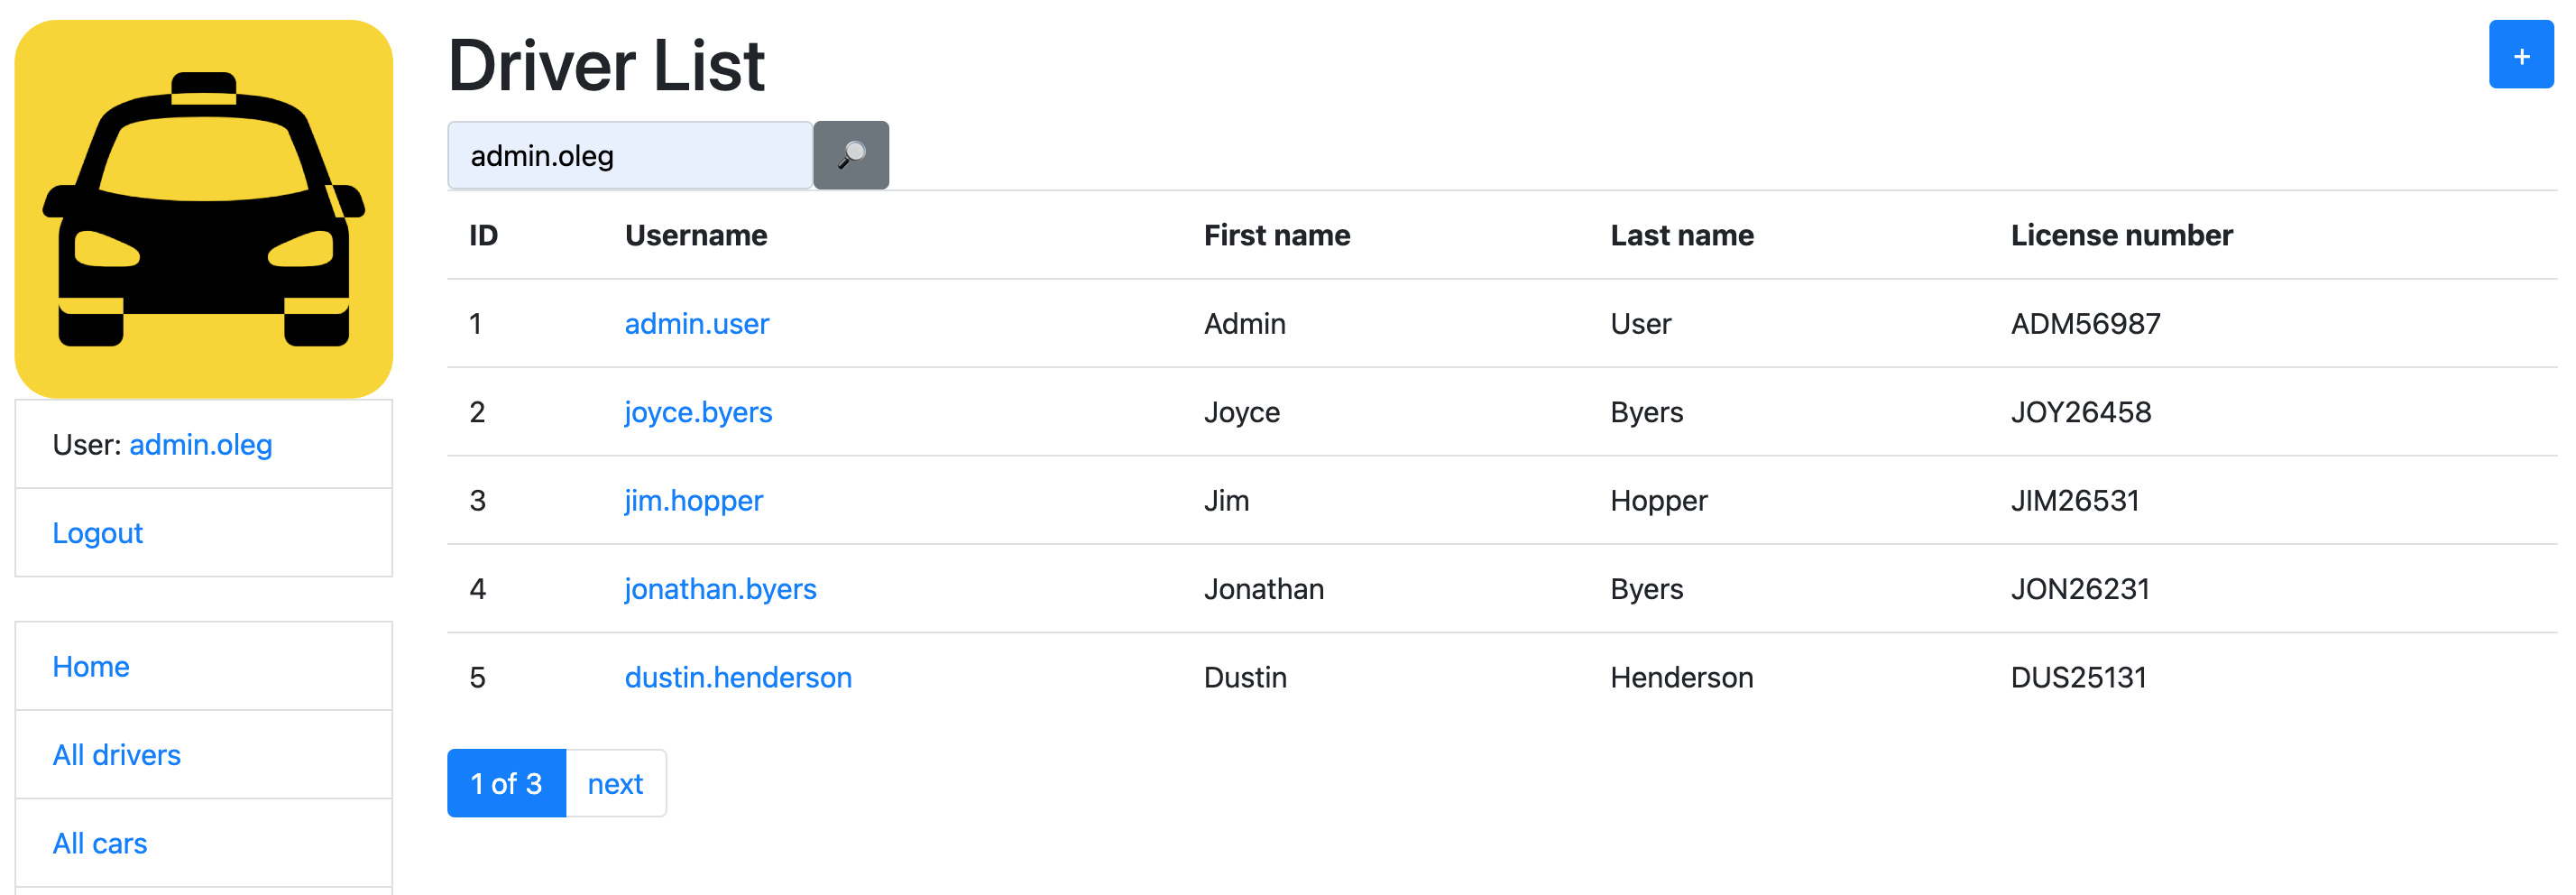 Driver List
+
admin.oleg
ID Username First name Last name License number
1 admin.user Admin User ADM56987
2 joyce.byers Joyce Byers JOY26458
3 jim.hopper Jim Hopper JIM26531
4 jonathan.byers Jonathan Byers JON26231
5 dustin.henderson Dustin Henderson DUS25131
1 of 3 next
User: admin.oleg
Logout
Home
All drivers
All cars